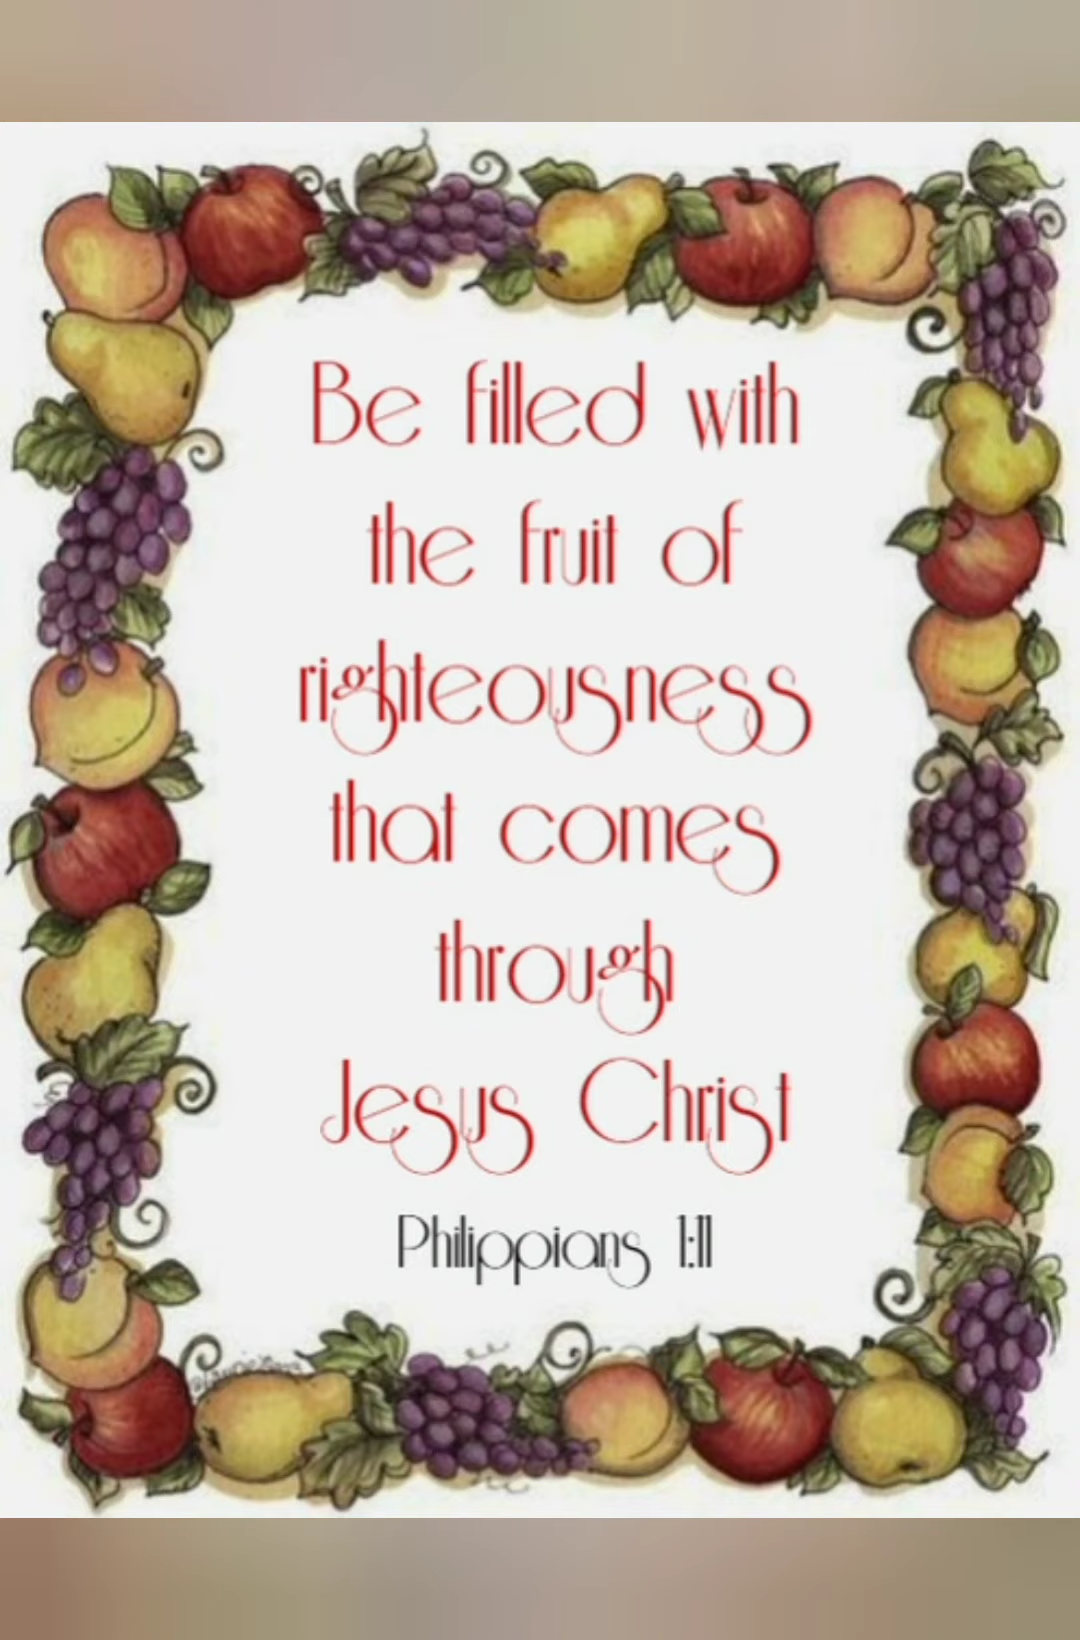 Be filled with
the fruit of
righteousness
that comes
through
Jesus Christ
Philippians 1:11